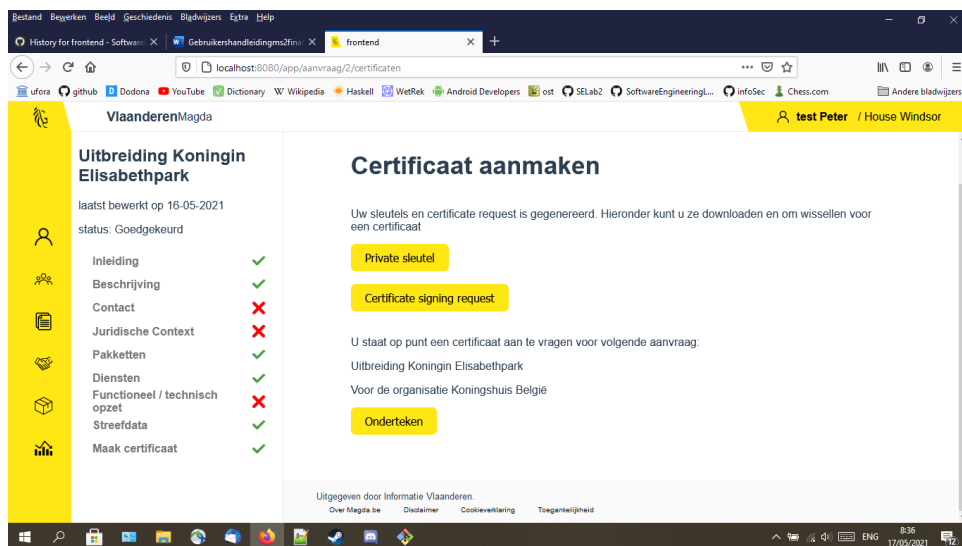 Bestand Bewerken Beeld Geschiedenis Bladwijzers Extra Help
History for frontend - Software
Gebruikershandleidingms2fina
frontend
localhost:8080/app/aanvraag/2/certificaten
ufora github Dodona YouTube Dictionary W Wikipedia Haskell WetRek Android Developers ost SELab2 SoftwareEngineeringL... infoSec Chess.com Andere bladwijzers
VlaanderenMagda
test Peter / House Windsor
Uitbreiding Koningin
Elisabethpark
laatst bewerkt op 16-05-2021
status: Goedgekeurd
Inleiding
Beschrijving
Contact
Juridische Context
Pakketten
Diensten
Functioneel / technisch
opzet
Streefdata
Maak certificaat
Certificaat aanmaken
Uw sleutels en certificate request is gegenereerd. Hieronder kunt u ze downloaden en om wissellen voor
een certificaat
Private sleutel
Certificate signing request
U staat op punt een certificaat aan te vragen voor volgende aanvraag:
Uitbreiding Koningin Elisabethpark
Voor de organisatie Koningshuis België
Onderteken
Uitgegeven door Informatie Vlaanderen.
Over Magda.be Disclaimer Cookieverklaring Toegankelijkheid
ENG
8:36
17/05/2021
12